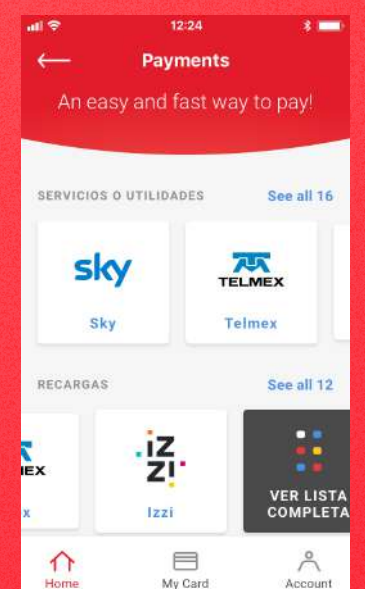 12:24
Payments
An easy and fast way to pay!
SERVICIOS O UTILIDADES See all 16
sky
TELMEX
Sky
Telmex
RECARGAS See all 12
MEX
x
izzi
Izzi
VER LISTA
COMPLETA
Home
My Card
Account